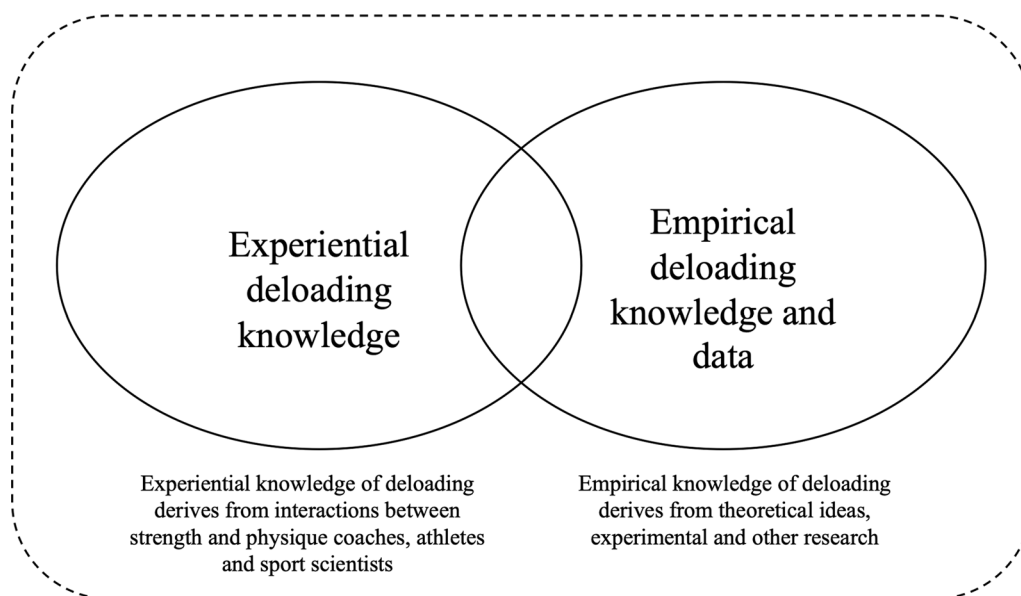 Experiential
deloading
knowledge
Empirical
deloading
knowledge and
data
Experiential knowledge of deloading
derives from interactions between
strength and physique coaches, athletes
and sport scientists
Empirical knowledge of deloading
derives from theoretical ideas,
experimental and other research